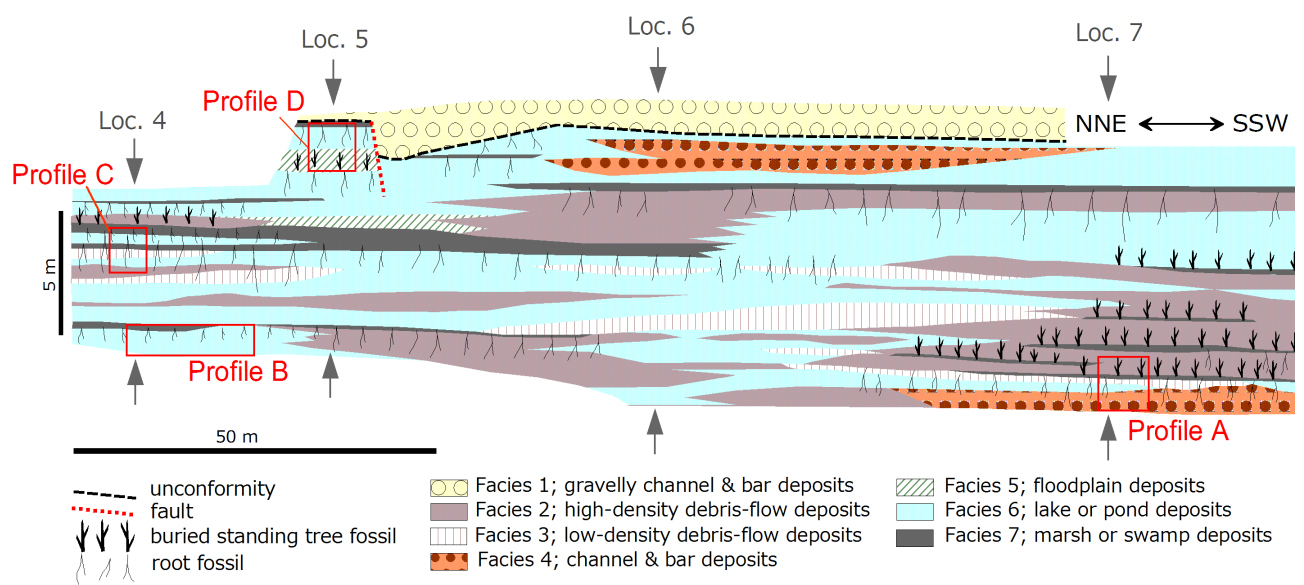 Loc. 6
Loc. 7
Loc. 5
Profile D
Loc. 4
NNE
SSW
Profile C
5 m
Profile B
Profile A
50 m
unconformity
fault
buried standing tree fossil
root fossil
Facies 1; gravelly channel & bar deposits
Facies 2; high-density debris-flow deposits
Facies 3; low-density debris-flow deposits
Facies 4; channel & bar deposits
Facies 5; floodplain deposits
Facies 6; lake or pond deposits
Facies 7; marsh or swamp deposits